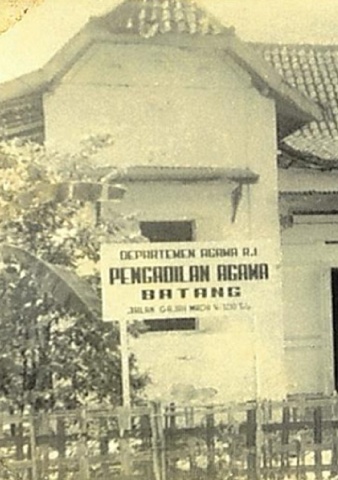 DEPARTEMEN AGAMA R.I
PENGADILAN AGAMA
BATANG
JALAN GAJAH MADA